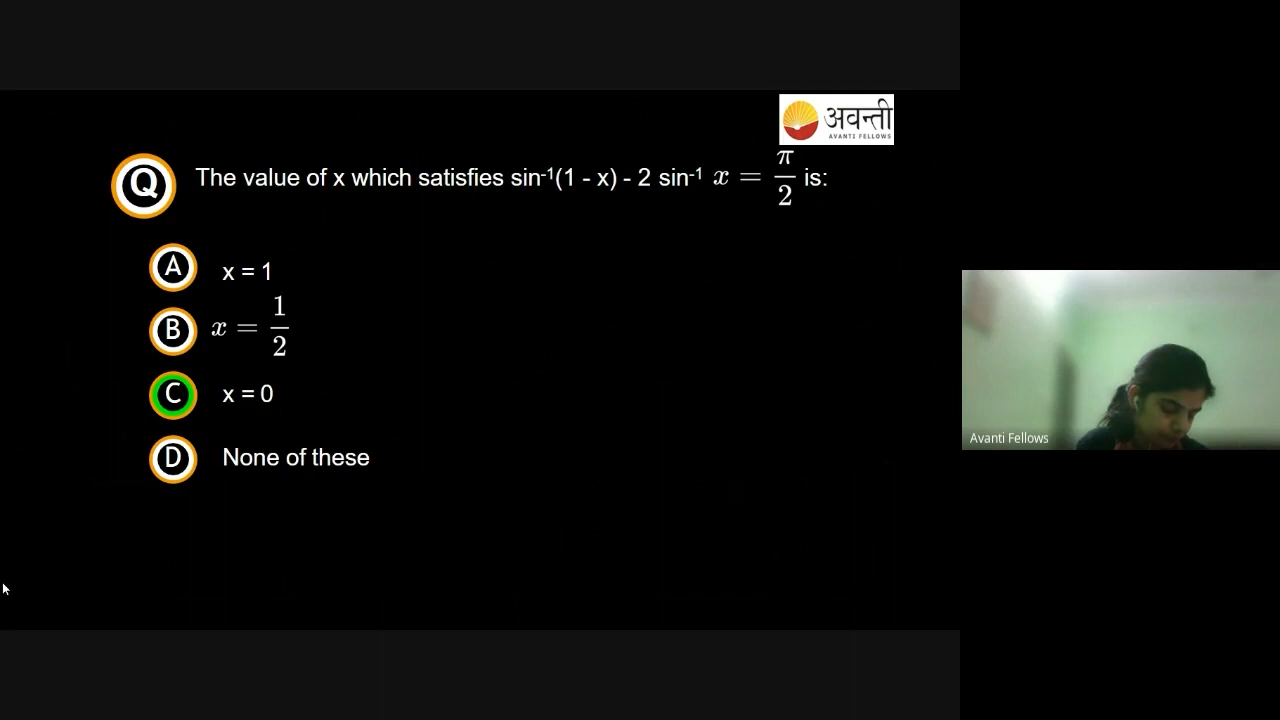 अवन्ती
AVANTI FELLOWS
Q The value of x which satisfies sin⁻¹(1 - x) - 2 sin⁻¹ x = π/2 is:
A x = 1
B x = 1/2
C x = 0
D None of these
Avanti Fellows